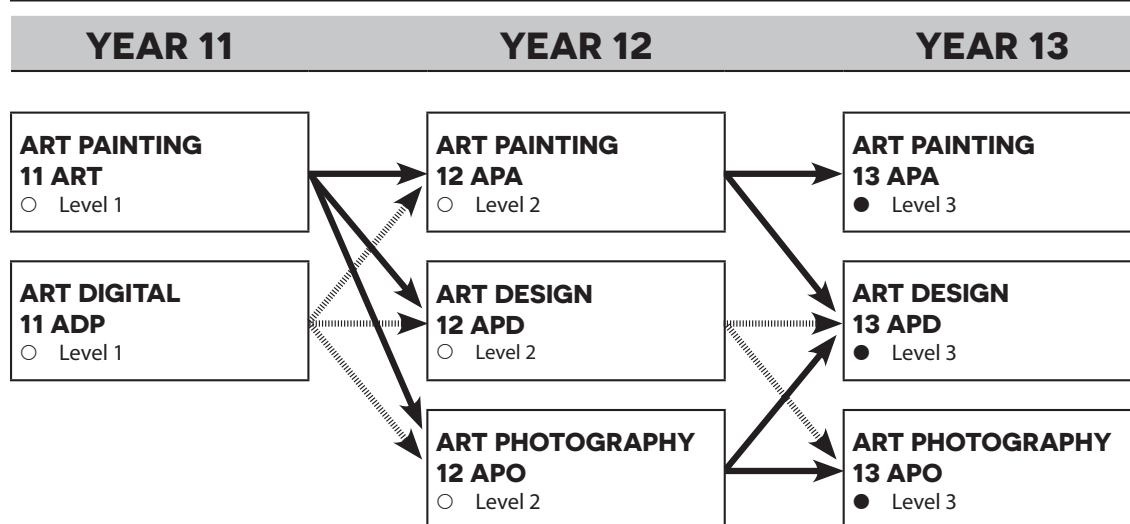 YEAR 11
YEAR 12
YEAR 13
ART PAINTING
11 ART
○ Level 1
ART DIGITAL
11 ADP
○ Level 1
ART PAINTING
12 APA
○ Level 2
ART DESIGN
12 APD
○ Level 2
ART PHOTOGRAPHY
12 APO
○ Level 2
ART PAINTING
13 APA
● Level 3
ART DESIGN
13 APD
● Level 3
ART PHOTOGRAPHY
13 APO
● Level 3